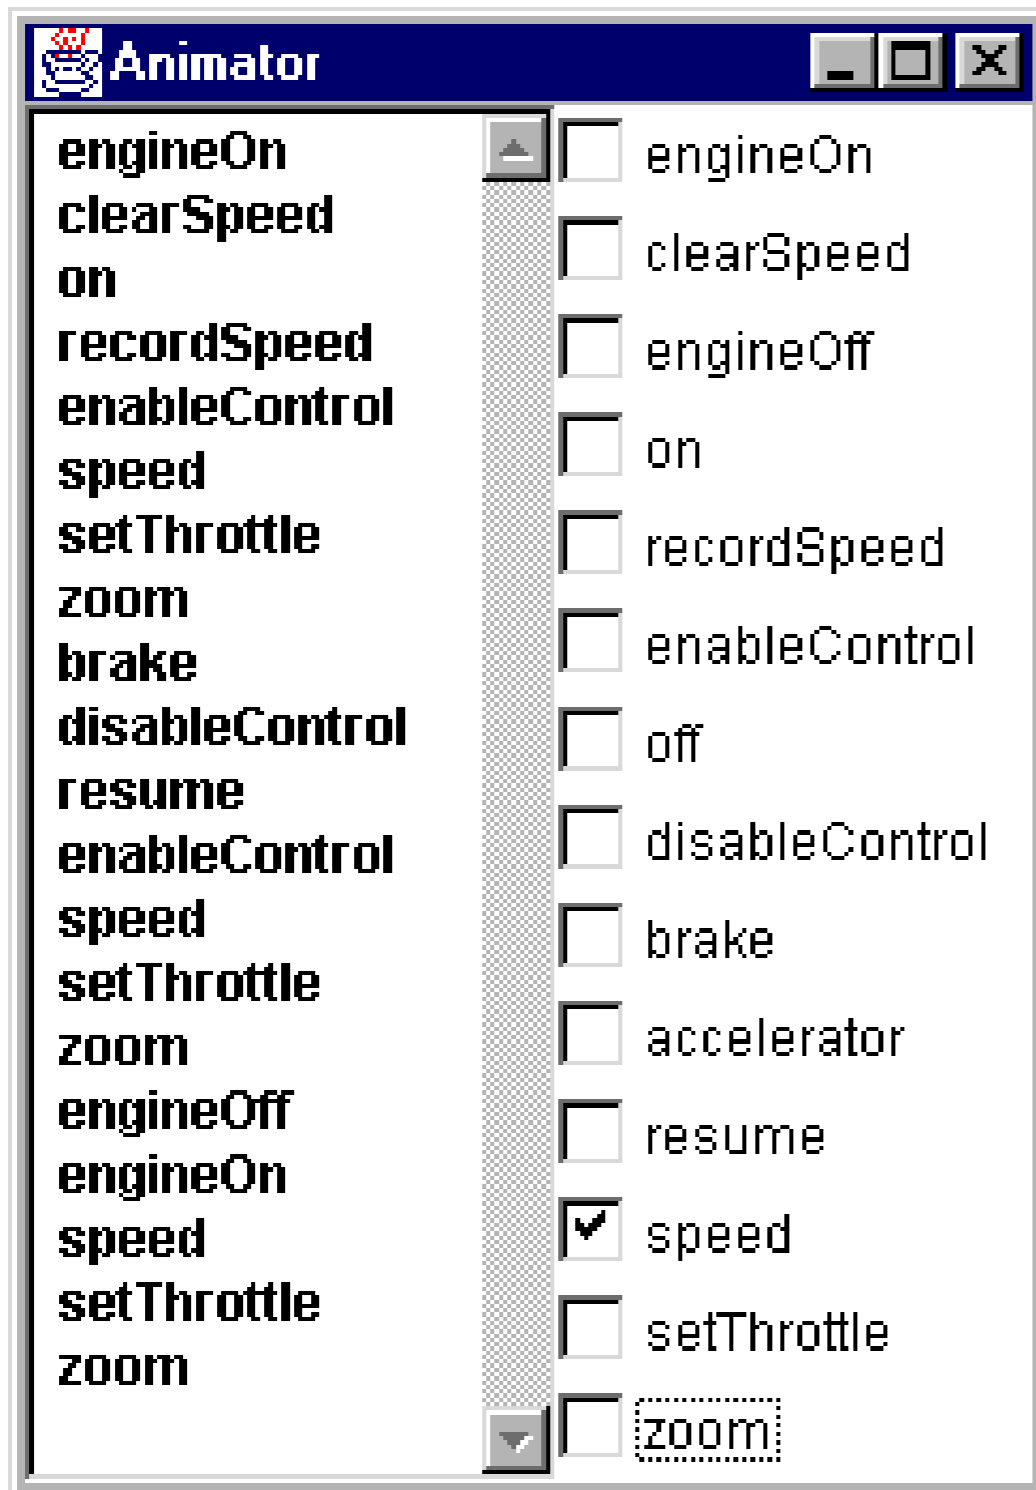 Animator
engineOn
clearSpeed
on
recordSpeed
enableControl
speed
setThrottle
zoom
brake
disableControl
resume
enableControl
speed
setThrottle
zoom
engineOff
engineOn
speed
setThrottle
zoom
engineOn
clearSpeed
engineOff
on
recordSpeed
enableControl
off
disableControl
brake
accelerator
resume
speed
setThrottle
zoom